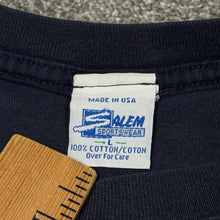 MADE IN USA
SALEM
SPORTSWEAR
L
100% COTTON/COTON
Over For Care